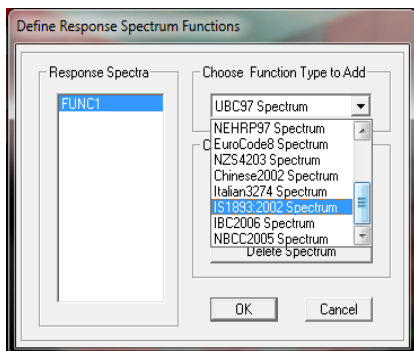 Define Response Spectrum Functions
Response Spectra
FUNC1
Choose Function Type to Add
UBC97 Spectrum
NEHRP97 Spectrum
EuroCode8 Spectrum
NZS4203 Spectrum
Chinese2002 Spectrum
Italian3274 Spectrum
IS1893:2002 Spectrum
IBC2006 Spectrum
NBCC2005 Spectrum
C
Delete Spectrum
OK
Cancel